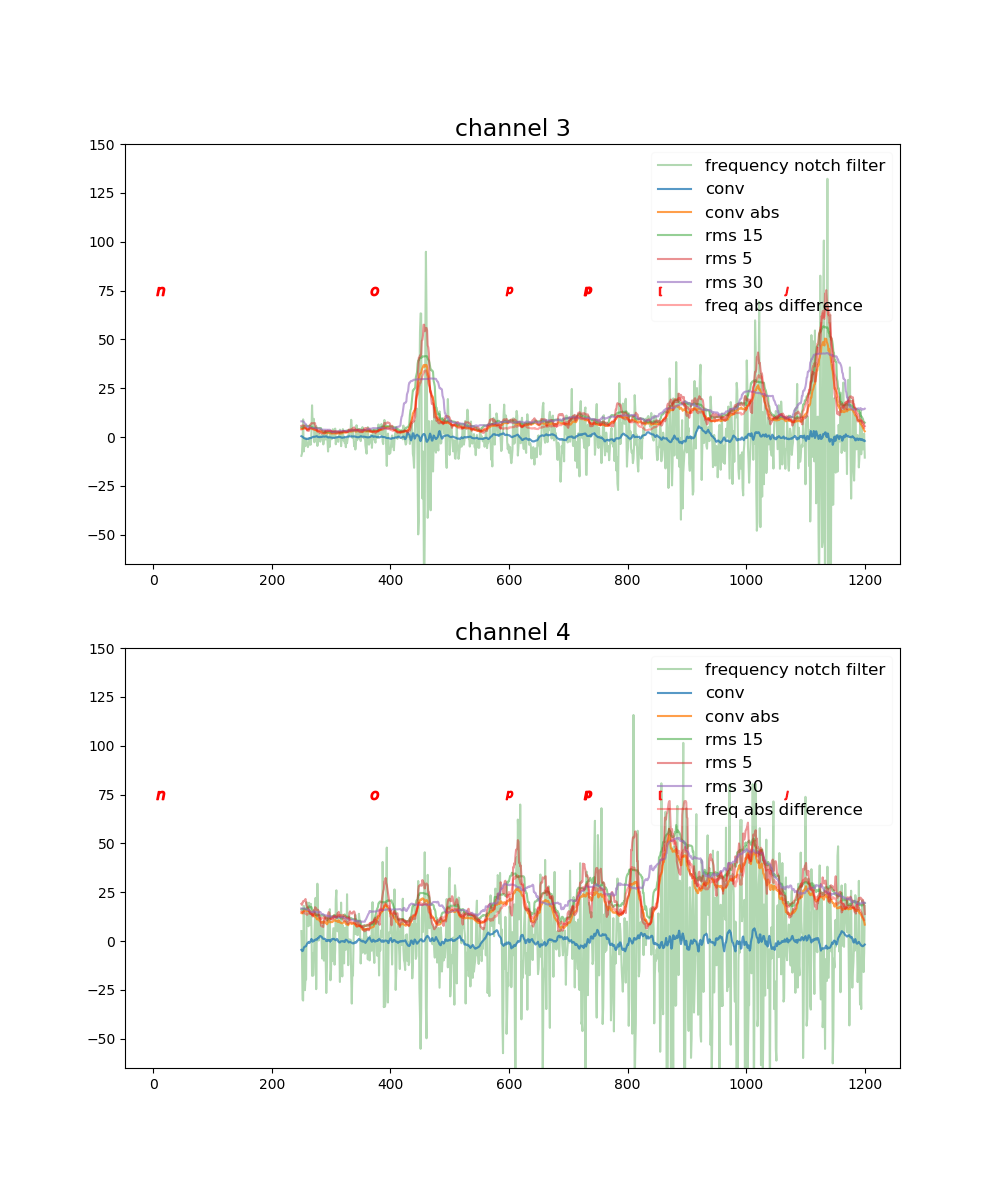 channel 3
150
125
100
75
50
25
0
−25
−50
frequency notch filter
conv
conv abs
rms 15
rms 5
rms 30
freq abs difference
n o p p
0 200 400 600 800 1000 1200
channel 4
150
125
100
75
50
25
0
−25
−50
frequency notch filter
conv
conv abs
rms 15
rms 5
rms 30
freq abs difference
n o p p
0 200 400 600 800 1000 1200